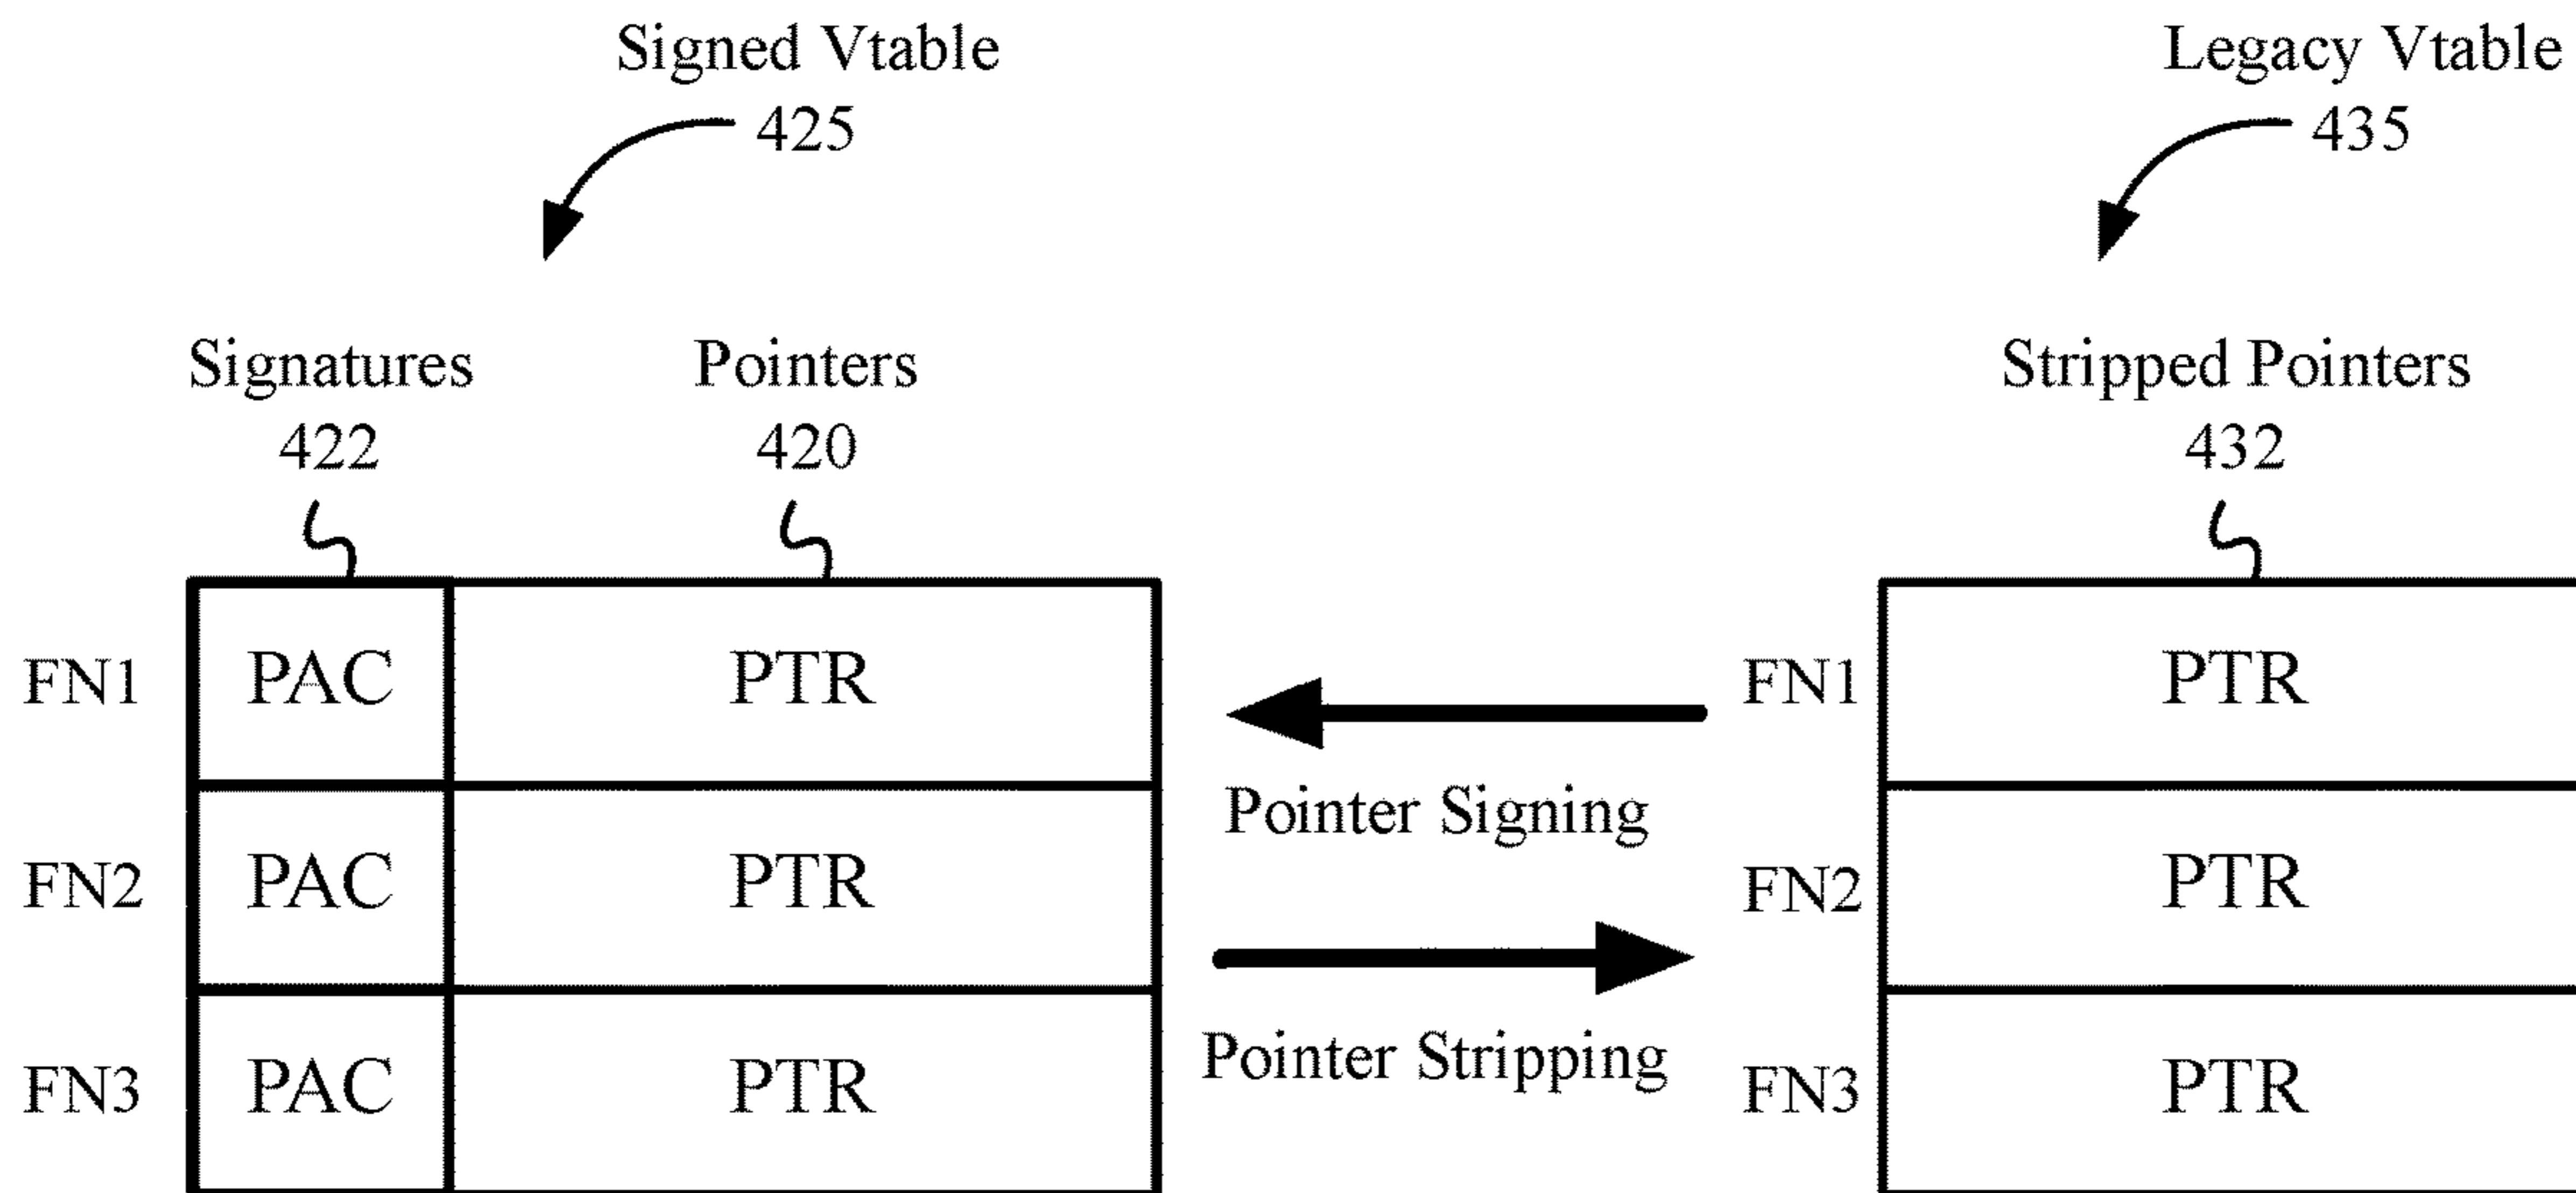 Signed Vtable
425
Legacy Vtable
435
Signatures
422
Pointers
420
Stripped Pointers
432
FN1 PAC PTR
FN2 PAC PTR
FN3 PAC PTR
Pointer Signing
Pointer Stripping
FN1 PTR
FN2 PTR
FN3 PTR